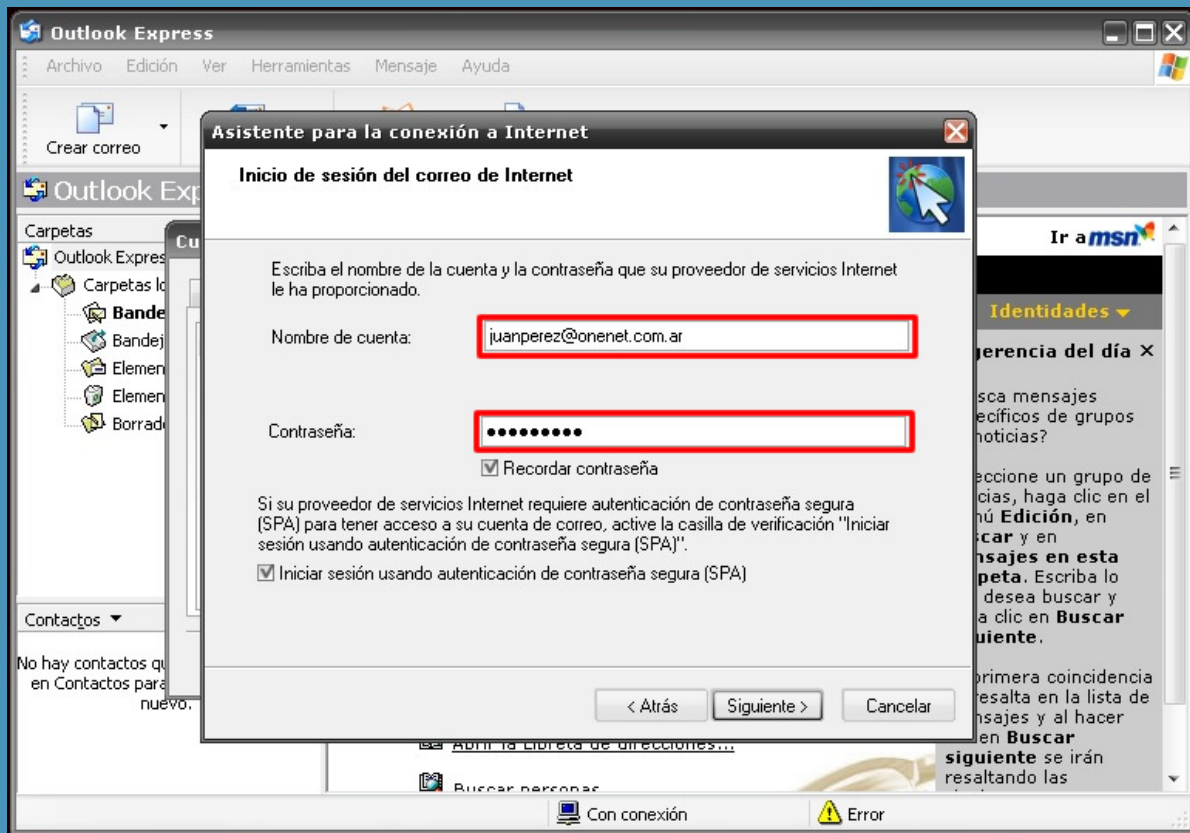 Outlook Express
Archivo Edición Ver Herramientas Mensaje Ayuda
Crear correo
Outlook Exp
Ir a msn
Identidades
Carpetas
Outlook Expres
Carpetas lo
Bande
Bandej
Elemen
Elemen
Borrad
Cu
Asistente para la conexión a Internet
Inicio de sesión del correo de Internet
Escriba el nombre de la cuenta y la contraseña que su proveedor de servicios Internet
le ha proporcionado.
Nombre de cuenta: juanperez@onenet.com.ar
Contraseña: •••••••••
Recordar contraseña
Si su proveedor de servicios Internet requiere autenticación de contraseña segura
(SPA) para tener acceso a su cuenta de correo, active la casilla de verificación "Iniciar
sesión usando autenticación de contraseña segura (SPA)".
Iniciar sesión usando autenticación de contraseña segura (SPA)
< Atrás Siguiente > Cancelar
gerencia del día
sca mensajes
ecíficos de grupos
noticias?
eccione un grupo de
cias, haga clic en el
nú Edición, en
car y en
nsajes en esta
peta. Escriba lo
desea buscar y
a clic en Buscar
uiente.
primera coincidencia
resalta en la lista de
nsajes y al hacer
en Buscar
siguiente se irán
resaltando las
Contactos
No hay contactos qu
en Contactos para
nuevo.
Abrir la Libreta de direcciones...
Buscar personas
Con conexión
Error